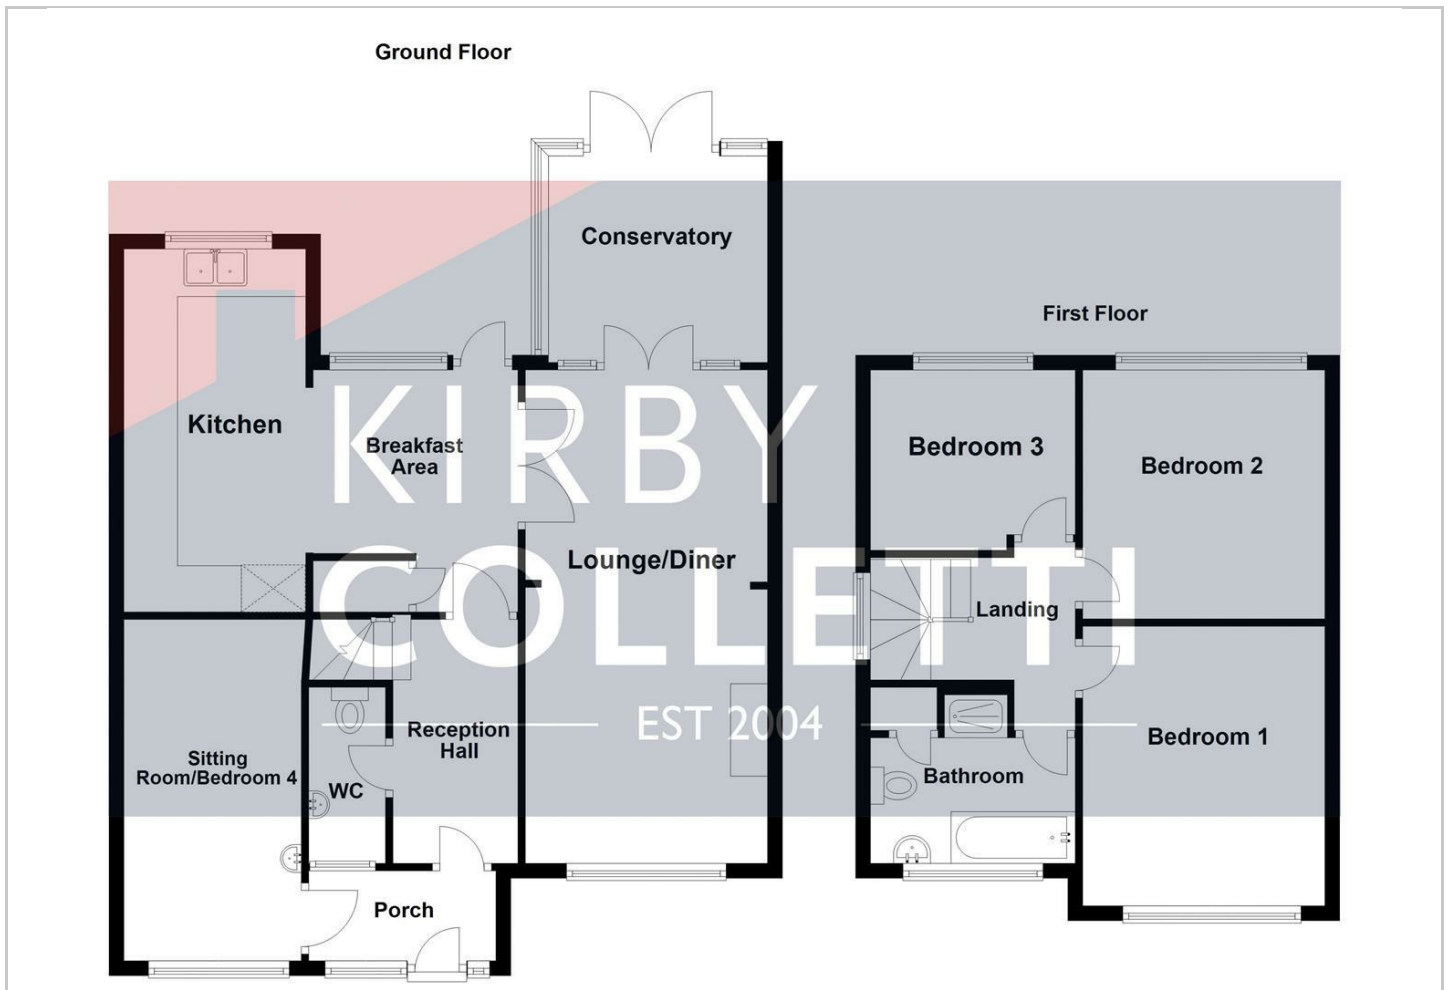 Ground Floor
Conservatory
First Floor
Kitchen
Breakfast
Area
Bedroom 3
Bedroom 2
KIRBY
Lounge/Diner
COLLETTI
Landing
EST 2004
Reception
Hall
Sitting
Room/Bedroom 4
WC
Bedroom 1
Bathroom
Porch